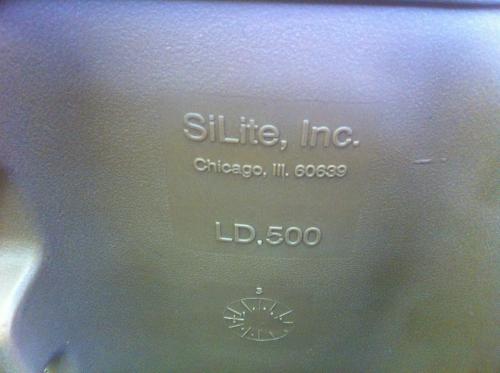 SiLite, Inc.
Chicago, Ill. 60639
LD.500